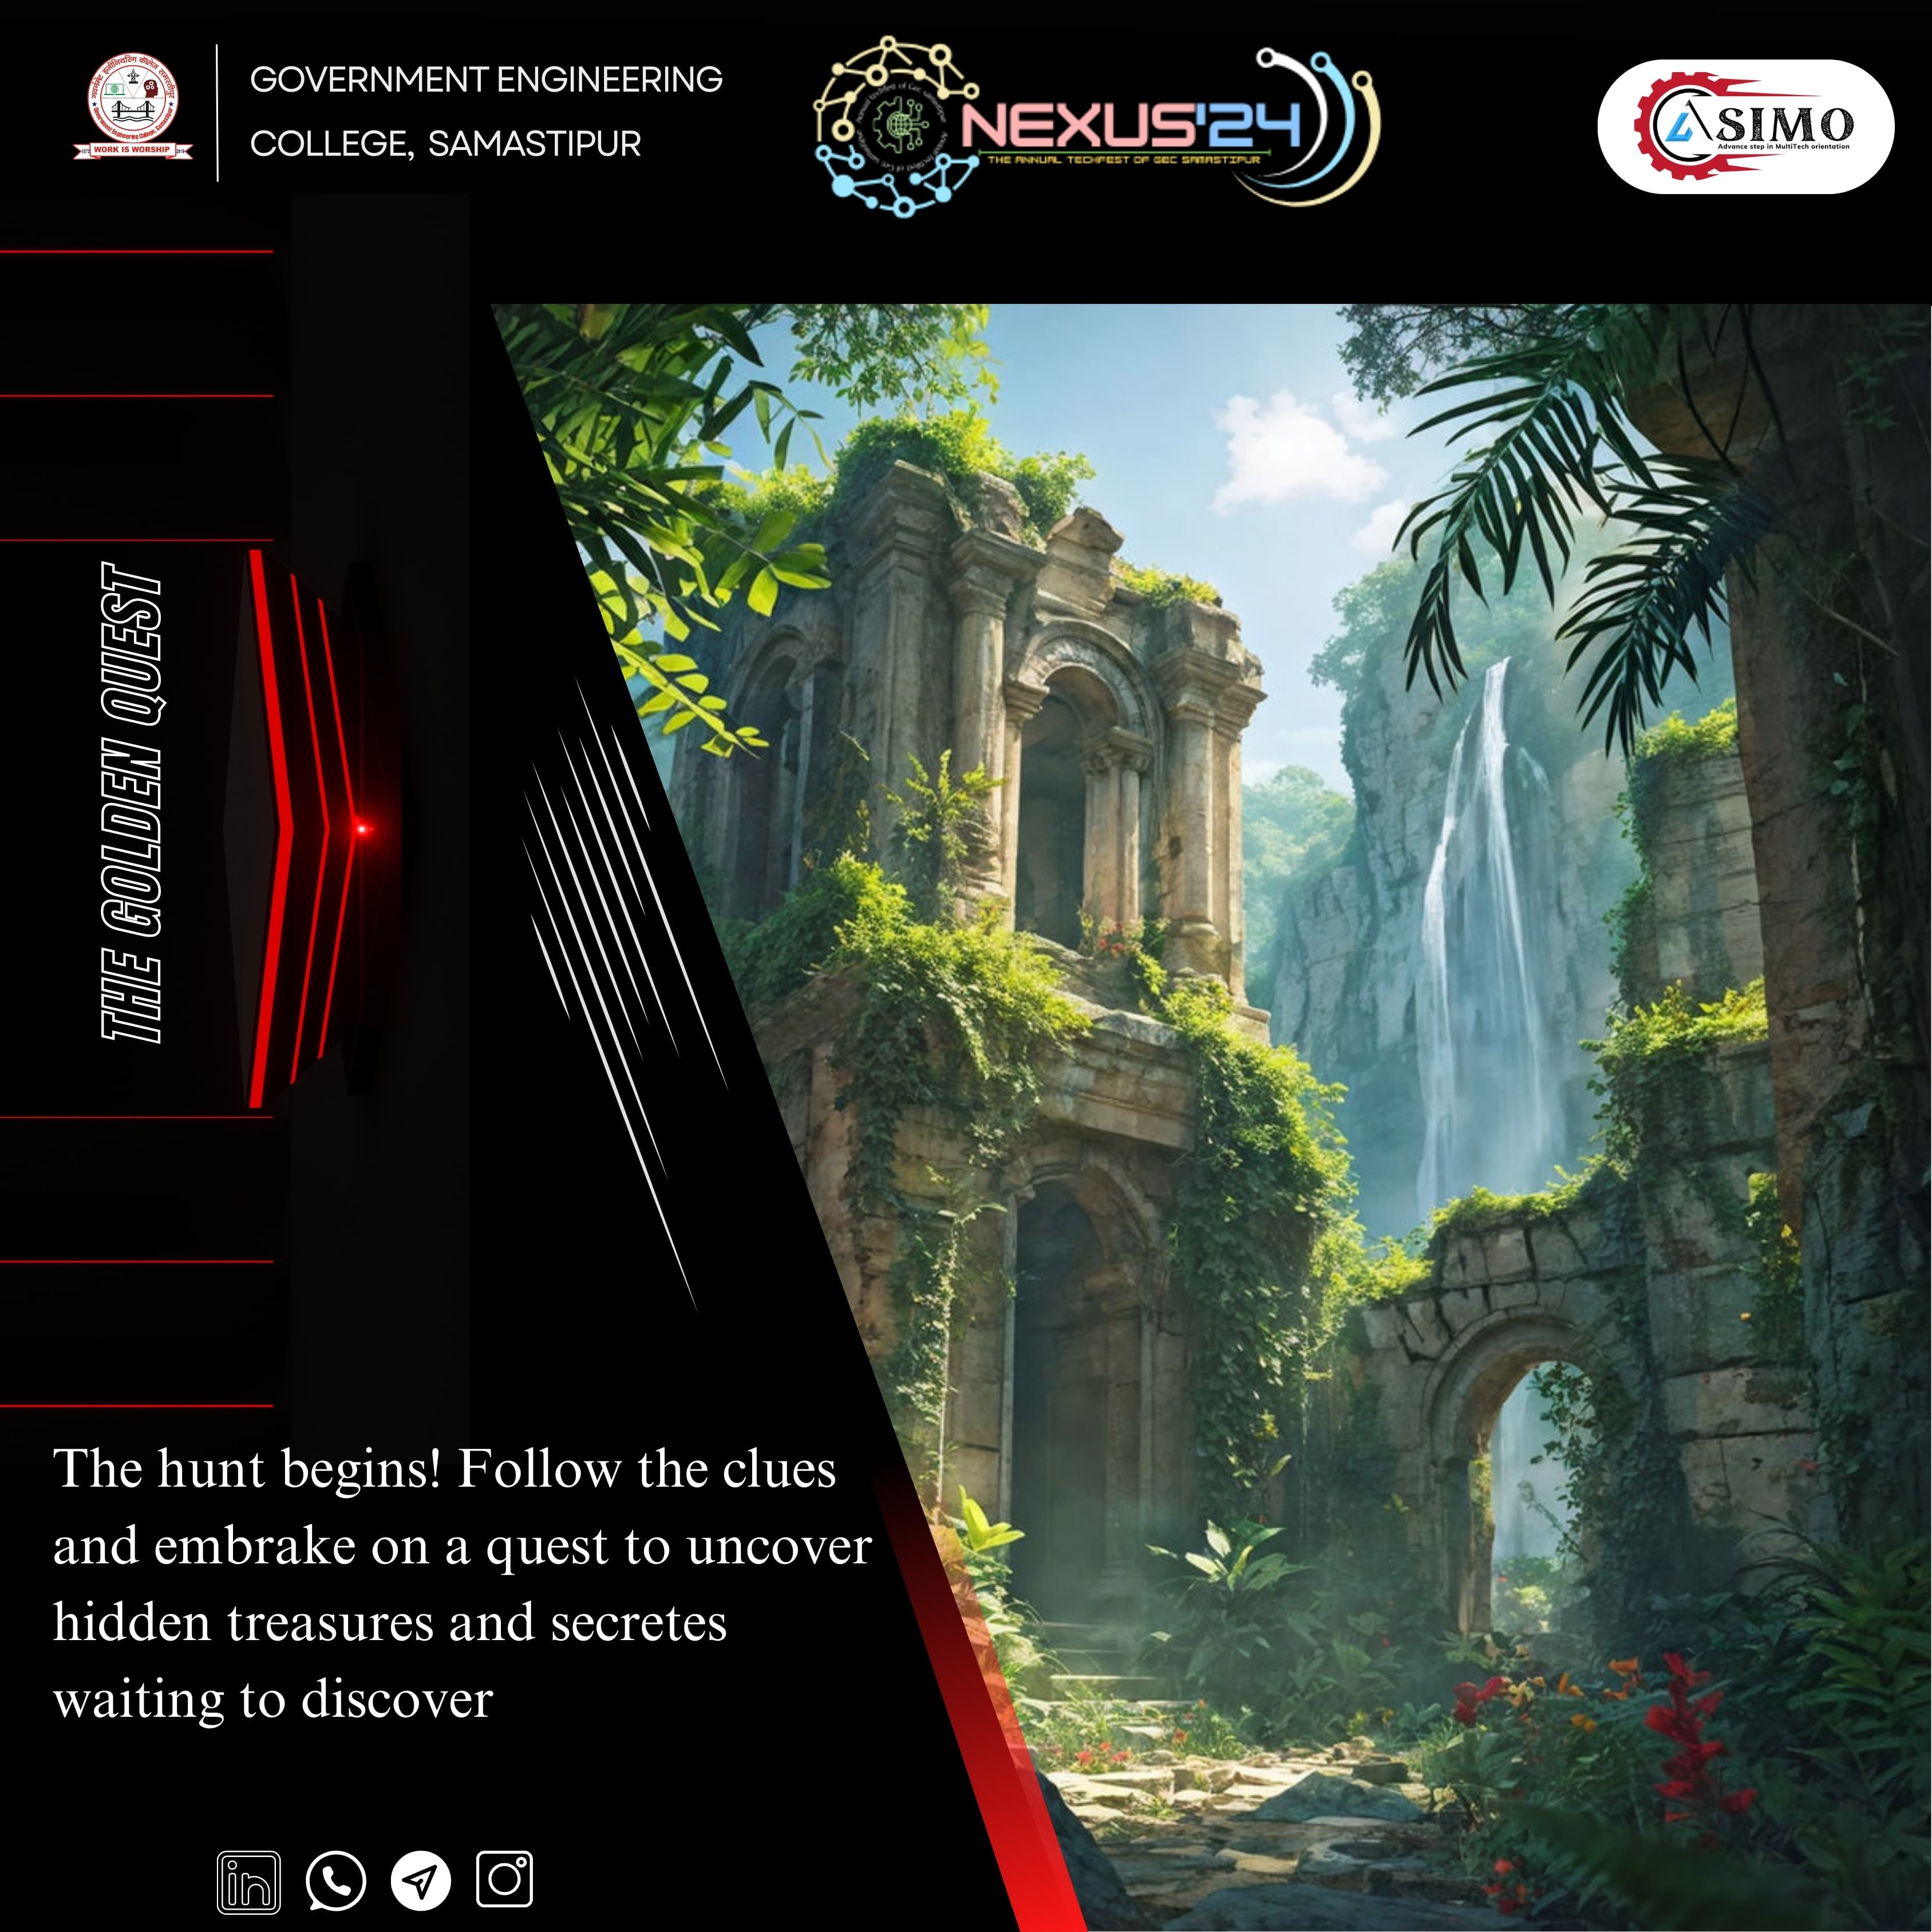 GOVERNMENT ENGINEERING
COLLEGE, SAMASTIPUR
WORK IS WORSHIP
NEXUS'24
THE ANNUAL TECHFEST OF GEC SAMASTIPUR
ASIMO
Advance step in MultiTech orientation
THE GOLDEN QUEST
The hunt begins! Follow the clues
and embrake on a quest to uncover
hidden treasures and secretes
waiting to discover
in